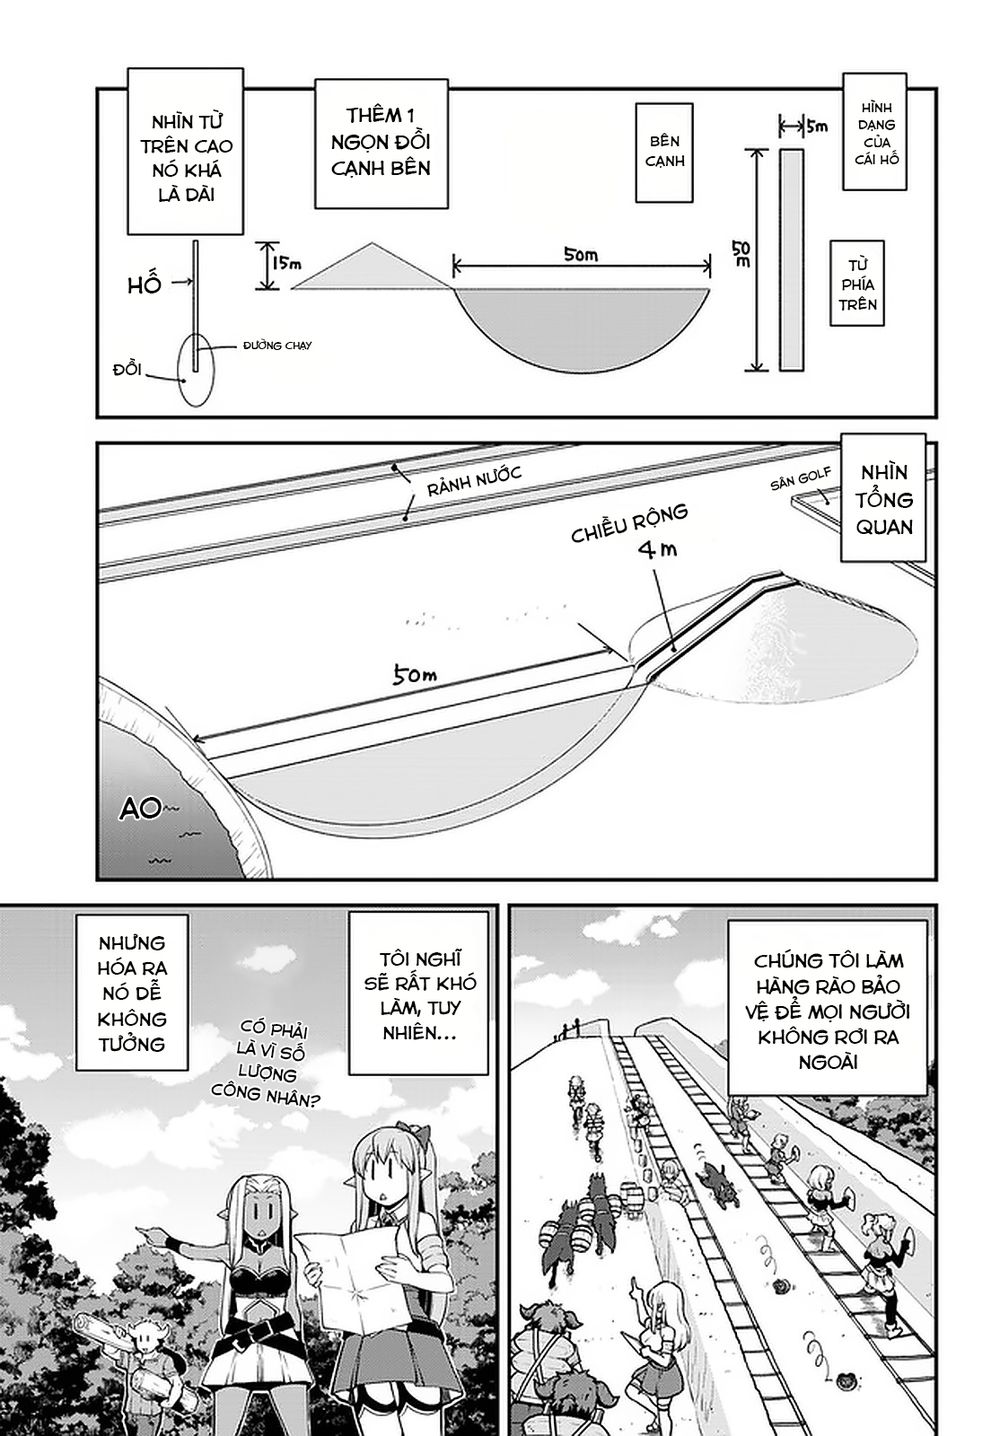 HÌNH
DẠNG
CỦA
CÁI HỐ
5m
50m
TỪ
PHÍA
TRÊN
BÊN
CẠNH
50m
THÊM 1
NGỌN ĐỒI
CẠNH BÊN
15m
NHÌN TỪ
TRÊN CAO
NÓ KHÁ
LÀ DÀI
HỐ
ĐƯỜNG CHẠY
ĐỒI
NHÌN
TỔNG
QUAN
SÂN GOLF
RẢNH NƯỚC
CHIỀU RỘNG
4m
50m
AO
CHÚNG TÔI LÀM
HÀNG RÀO BẢO
VỆ ĐỂ MỌI NGƯỜI
KHÔNG RƠI RA
NGOÀI
TÔI NGHĨ
SẼ RẤT KHÓ
LÀM, TUY
NHIÊN...
CÓ PHẢI
LÀ VÌ SỐ
LƯỢNG
CÔNG NHÂN?
NHƯNG
HÓA RA
NÓ DỄ
KHÔNG
TƯỞNG